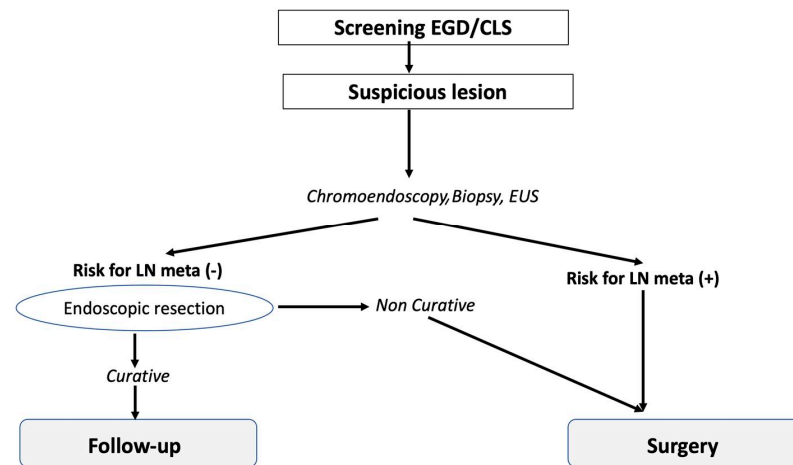 Screening EGD/CLS
Suspicious lesion
Chromoendoscopy,Biopsy, EUS
Risk for LN meta (-)
Risk for LN meta (+)
Endoscopic resection
Non Curative
Curative
Follow-up
Surgery